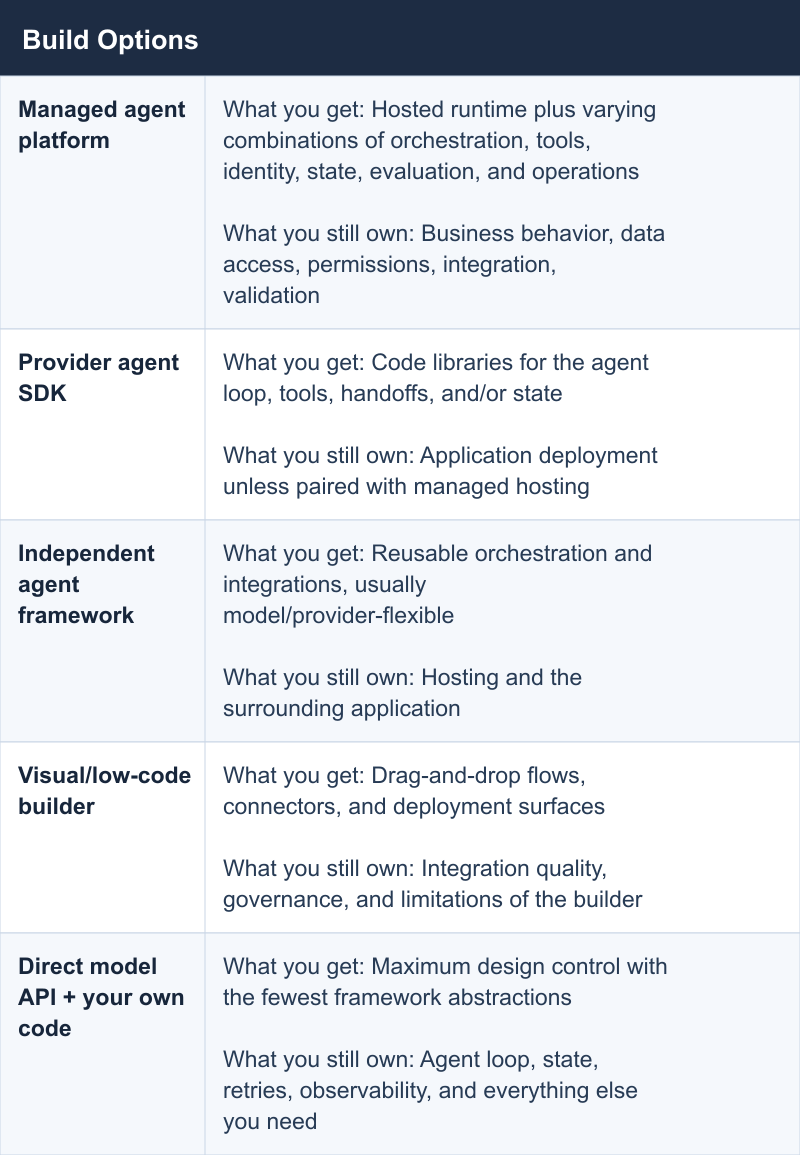 Build Options
Managed agent
platform
What you get: Hosted runtime plus varying
combinations of orchestration, tools,
identity, state, evaluation, and operations
What you still own: Business behavior, data
access, permissions, integration,
validation
Provider agent
SDK
What you get: Code libraries for the agent
loop, tools, handoffs, and/or state
What you still own: Application deployment
unless paired with managed hosting
Independent
agent
framework
What you get: Reusable orchestration and
integrations, usually
model/provider-flexible
What you still own: Hosting and the
surrounding application
Visual/low-code
builder
What you get: Drag-and-drop flows,
connectors, and deployment surfaces
What you still own: Integration quality,
governance, and limitations of the builder
Direct model
API + your own
code
What you get: Maximum design control with
the fewest framework abstractions
What you still own: Agent loop, state,
retries, observability, and everything else
you need